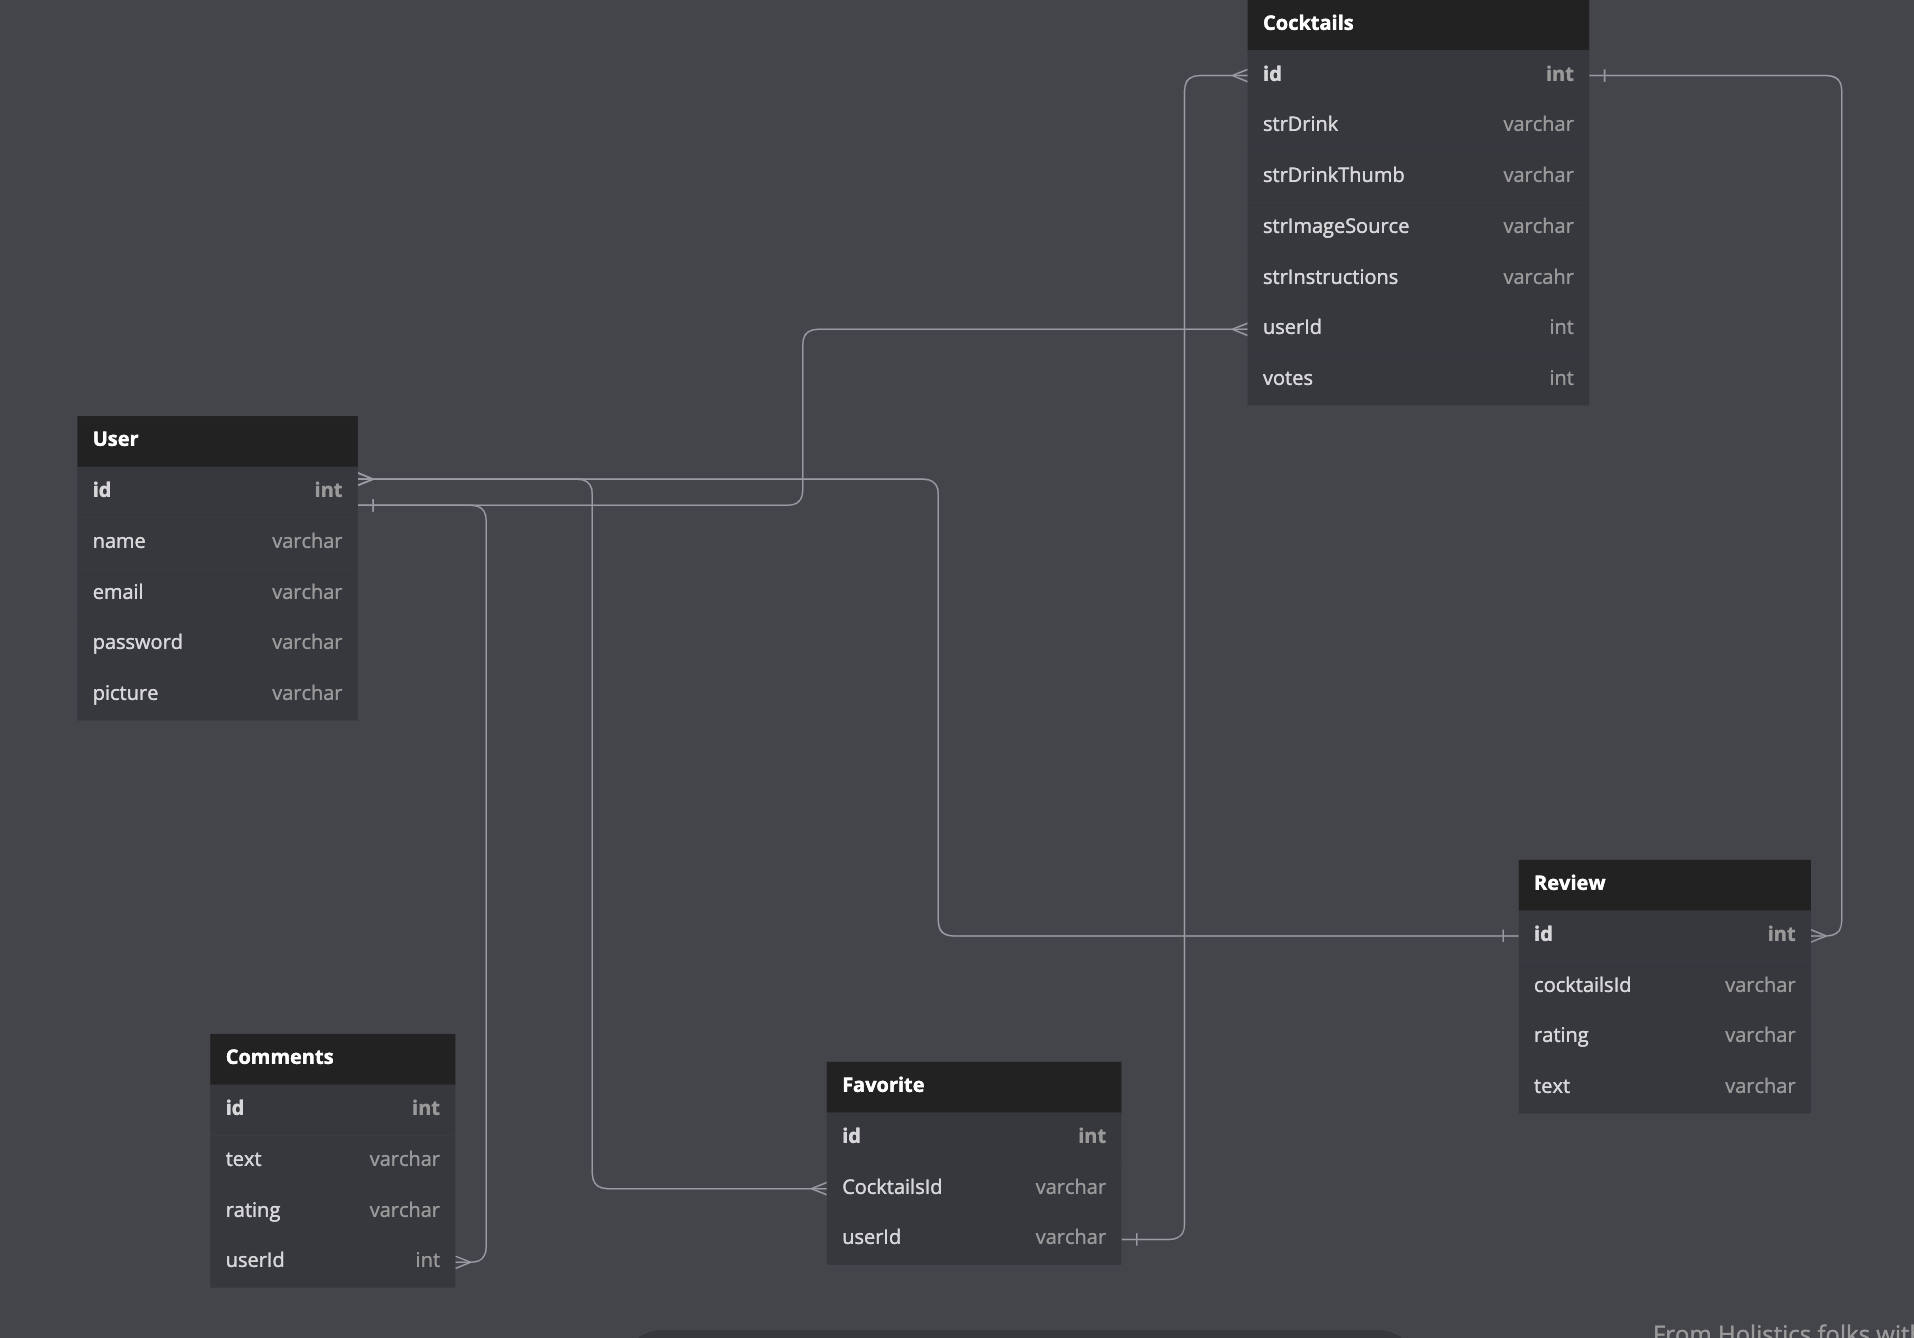 Cocktails
id int
strDrink varchar
strDrinkThumb varchar
strImageSource varchar
strInstructions varcahr
userId int
votes int
User
id int
name varchar
email varchar
password varchar
picture varchar
Review
id int
cocktailsId varchar
rating varchar
text varchar
Comments
id int
text varchar
rating varchar
userId int
Favorite
id int
CocktailsId varchar
userId varchar
From Holistics folks wit